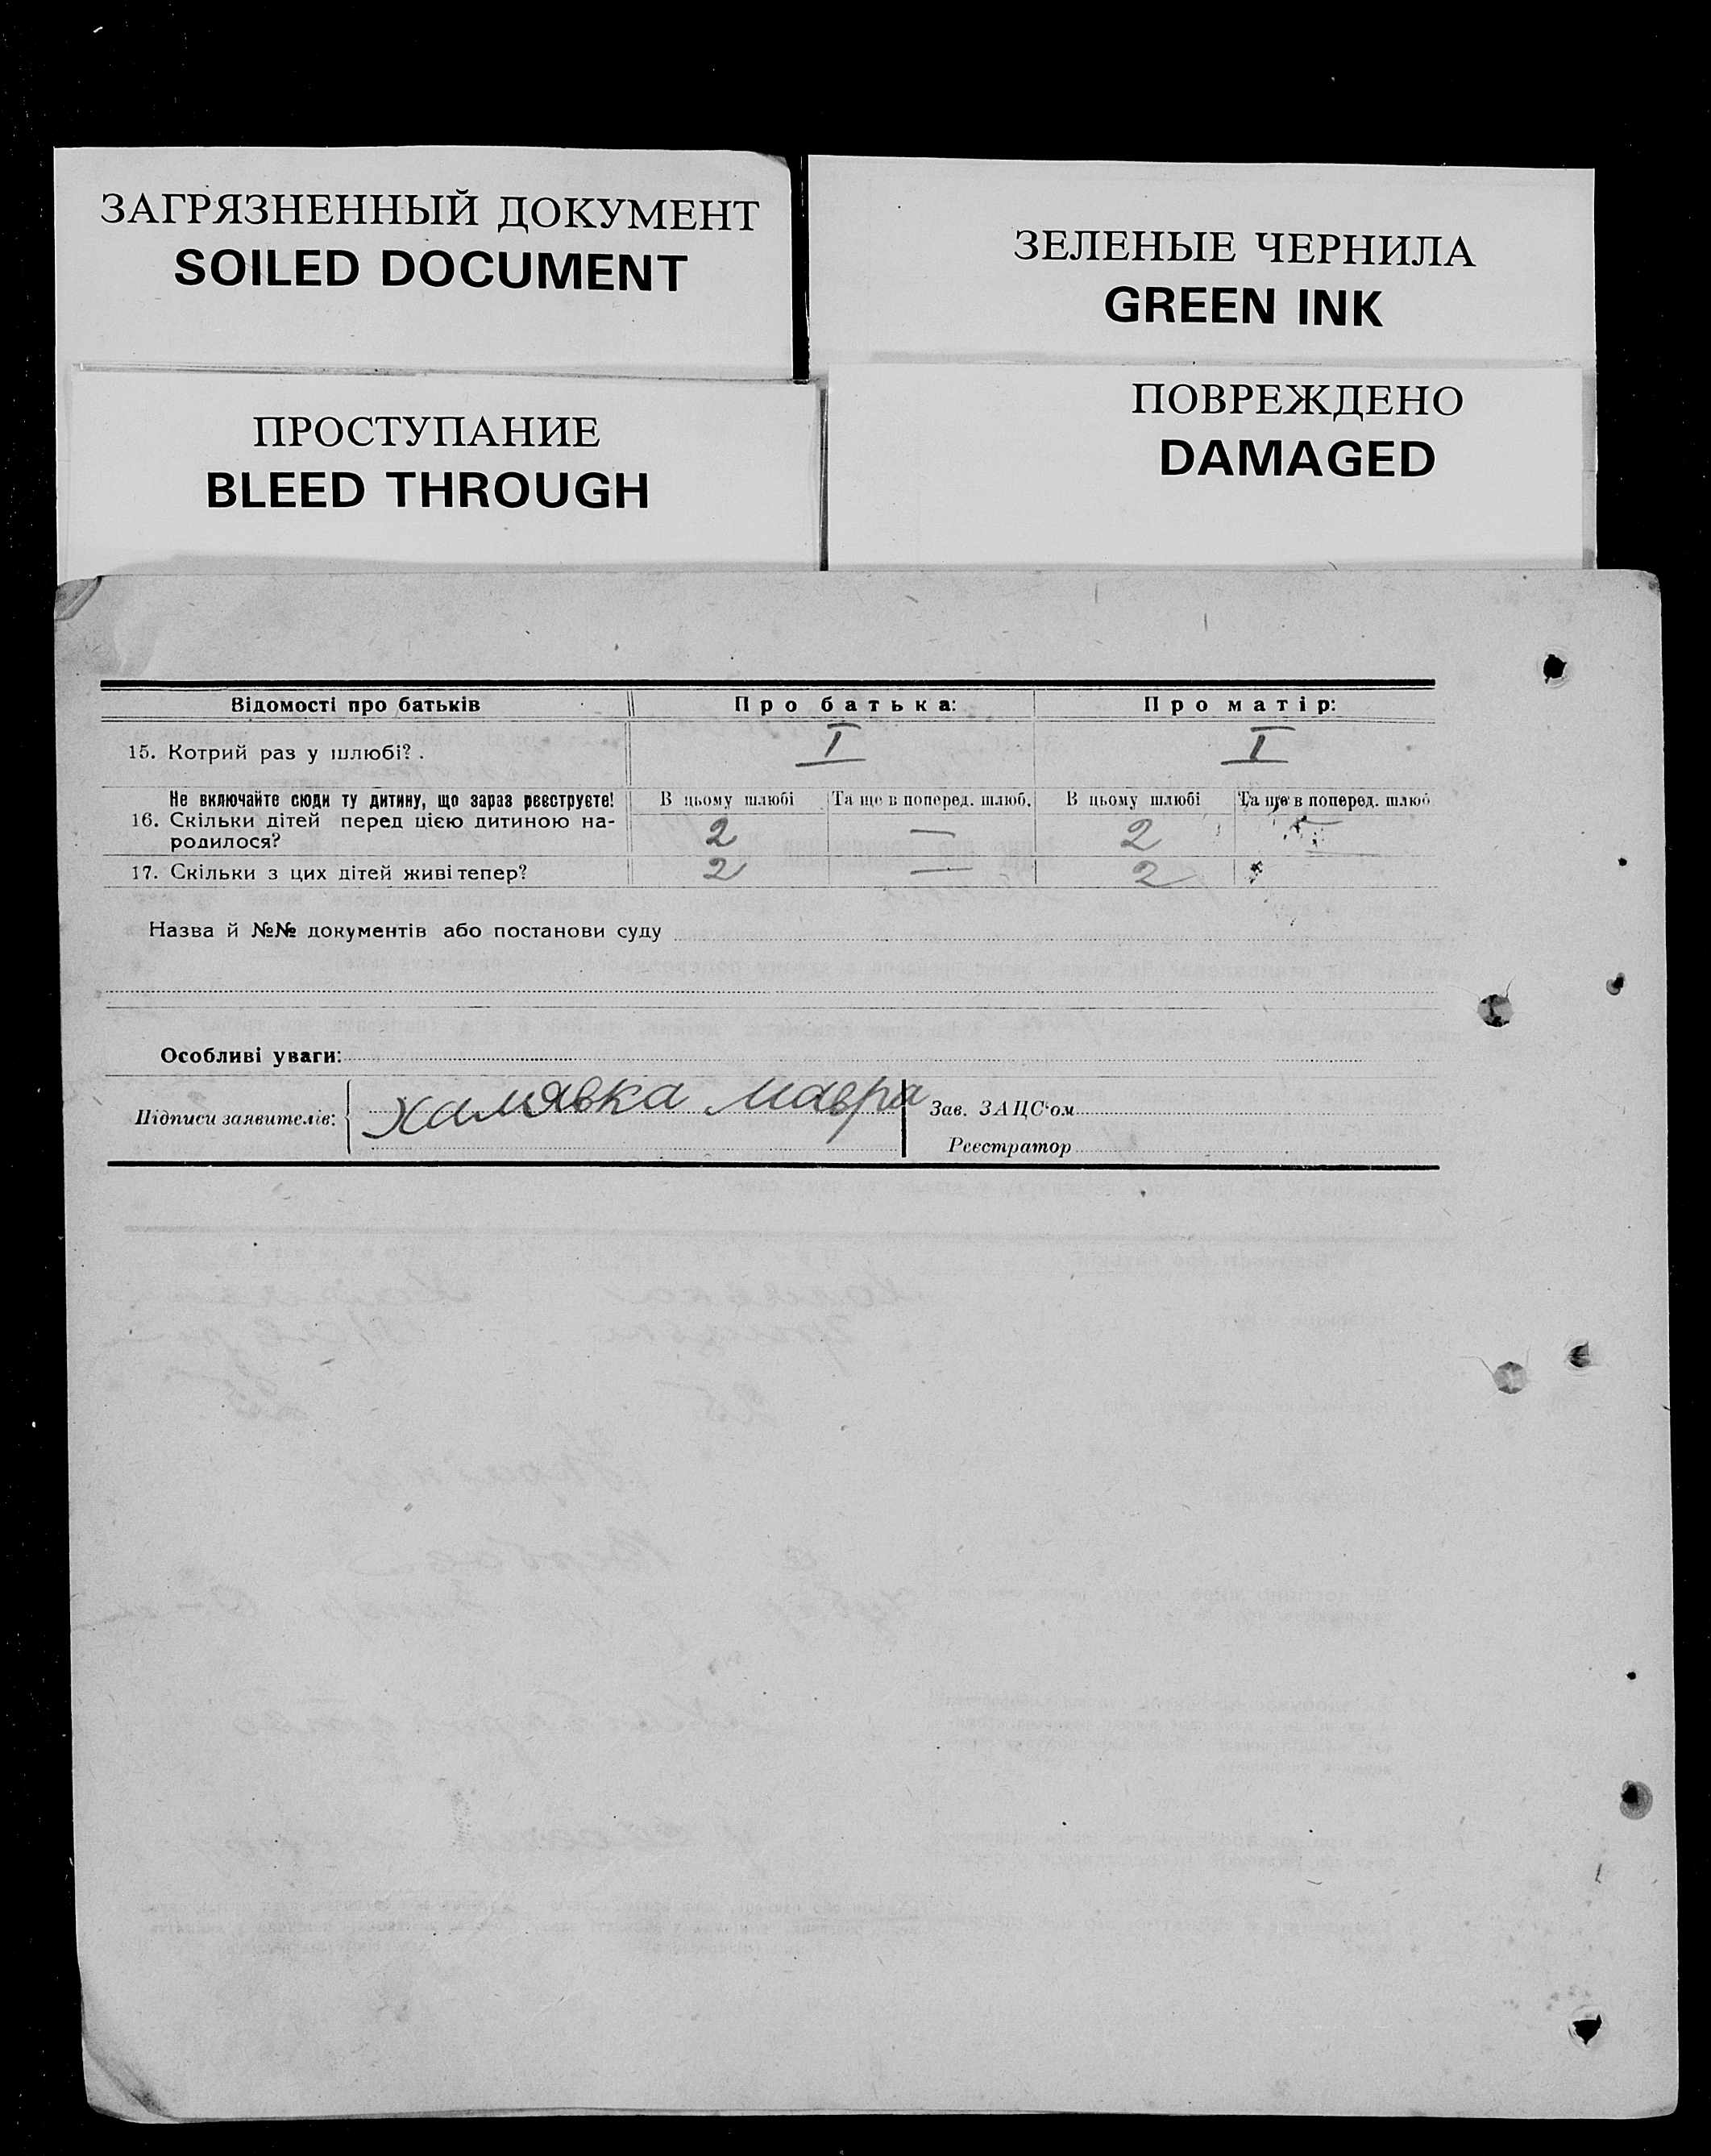 ЗАГРЯЗНЕННЫЙ ДОКУМЕНТ
SOILED DOCUMENT
ЗЕЛЕНЫЕ ЧЕРНИЛА
GREEN INK
ПРОСТУПАНИЕ
BLEED THROUGH
ПОВРЕЖДЕНО
DAMAGED
Відомості про батьків Про батька: Про матір:
15. Котрий раз у шлюбі? . I I
Не включайте сюди ту дитину, що зараз реєструєте! В цьому шлюбі Та ще в поперед. шлюб. В цьому шлюбі Та ще в поперед. шлюб
16. Скільки дітей перед цією дитиною на-
родилося? 2 — 2
17. Скільки з цих дітей живі тепер? 2 — 2
Назва й №№ документів або постанови суду
Особливі уваги:
Підписи заявителів: Хамявка Мавра Зав. ЗАЦС'ом
Реєстратор